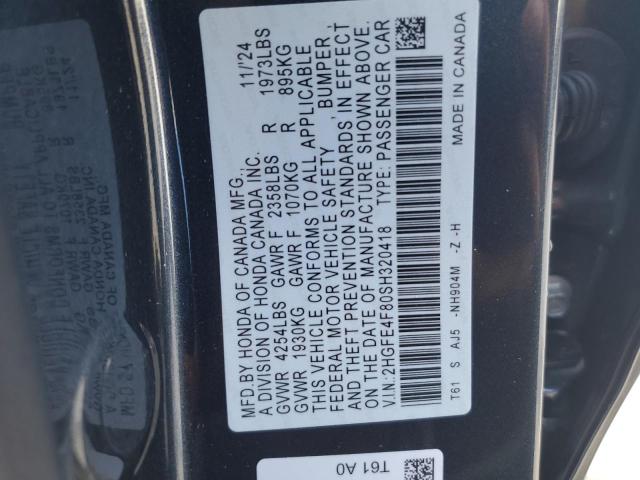 MFD.BY HONDA OF CANADA MFG., 11/'24
A DIVISION OF HONDA CANADA INC.
GVWR 4254LBS GAWR F 2358LBS R 1973LBS
GVWR 1930KG GAWR F 1070KG R 895KG
THIS VEHICLE CONFORMS TO ALL APPLICABLE
FEDERAL MOTOR VEHICLE SAFETY, BUMPER,
AND THEFT PREVENTION STANDARDS IN EFFECT
ON THE DATE OF MANUFACTURE SHOWN ABOVE.
V.I.N.: 2HGFE4F80SH320418 TYPE: PASSENGER CAR
T61 S AJ5 -NH904M -Z -H MADE IN CANADA
T61 A0